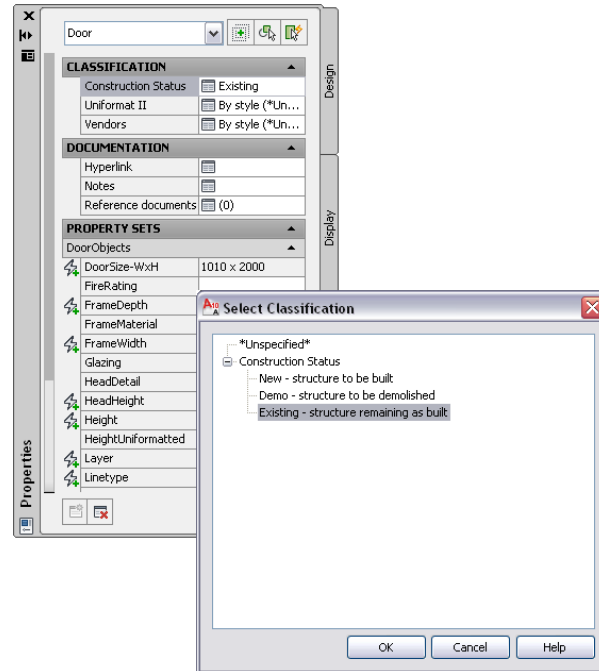 Door
CLASSIFICATION
Construction Status Existing
Uniformat II By style (*Un...
Vendors By style (*Un...
DOCUMENTATION
Hyperlink
Notes
Reference documents (0)
PROPERTY SETS
DoorObjects
DoorSize-WxH 1010 x 2000
FireRating
FrameDepth
FrameMaterial
FrameWidth
Glazing
HeadDetail
HeadHeight
Height
HeightUniformatted
Layer
Linetype
Properties
Design
Display
Select Classification
*Unspecified*
Construction Status
New - structure to be built
Demo - structure to be demolished
Existing - structure remaining as built
OK Cancel Help